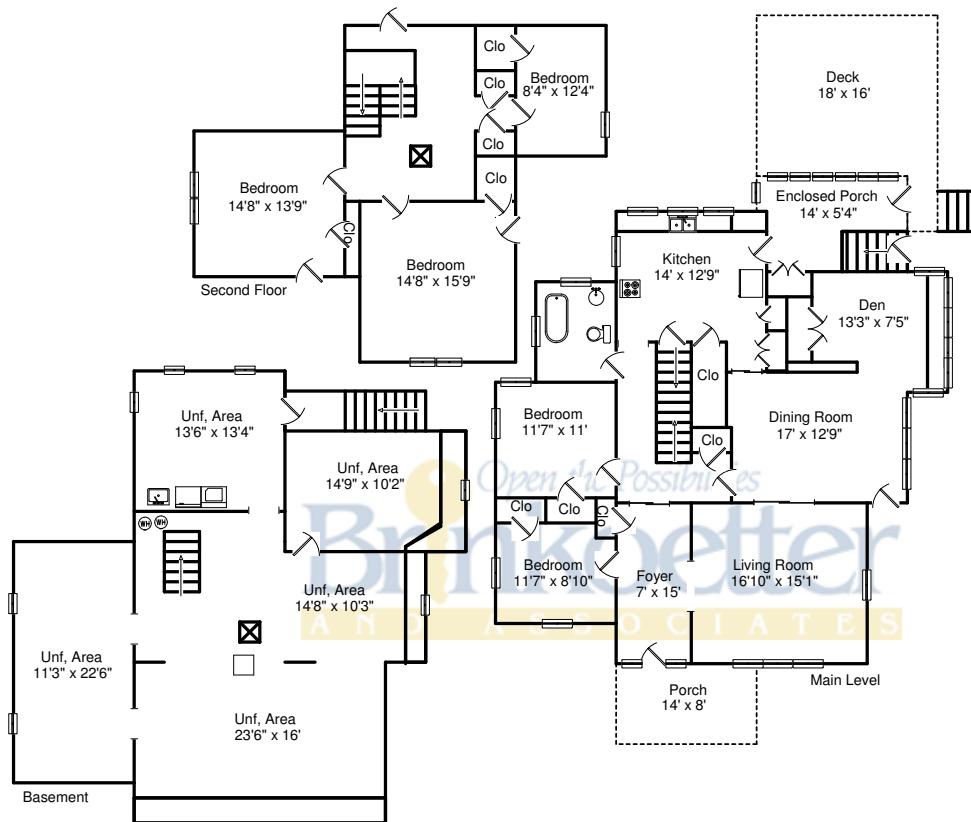 Clo
Clo
Bedroom
8'4" x 12'4"
Clo
Clo
Bedroom
14'8" x 13'9"
Clo
Bedroom
14'8" x 15'9"
Second Floor
Deck
18' x 16'
Enclosed Porch
14' x 5'4"
Kitchen
14' x 12'9"
Den
13'3" x 7'5"
Clo
Dining Room
17' x 12'9"
Clo
Bedroom
11'7" x 11'
Clo
Clo
Clo
Bedroom
11'7" x 8'10"
Foyer
7' x 15'
Living Room
16'10" x 15'1"
Porch
14' x 8'
Main Level
Unf, Area
13'6" x 13'4"
Unf, Area
14'9" x 10'2"
WH
WH
Unf, Area
14'8" x 10'3"
Unf, Area
11'3" x 22'6"
Unf, Area
23'6" x 16'
Basement
Open the Possibilities
Brinkoetter
AND ASSOCIATES